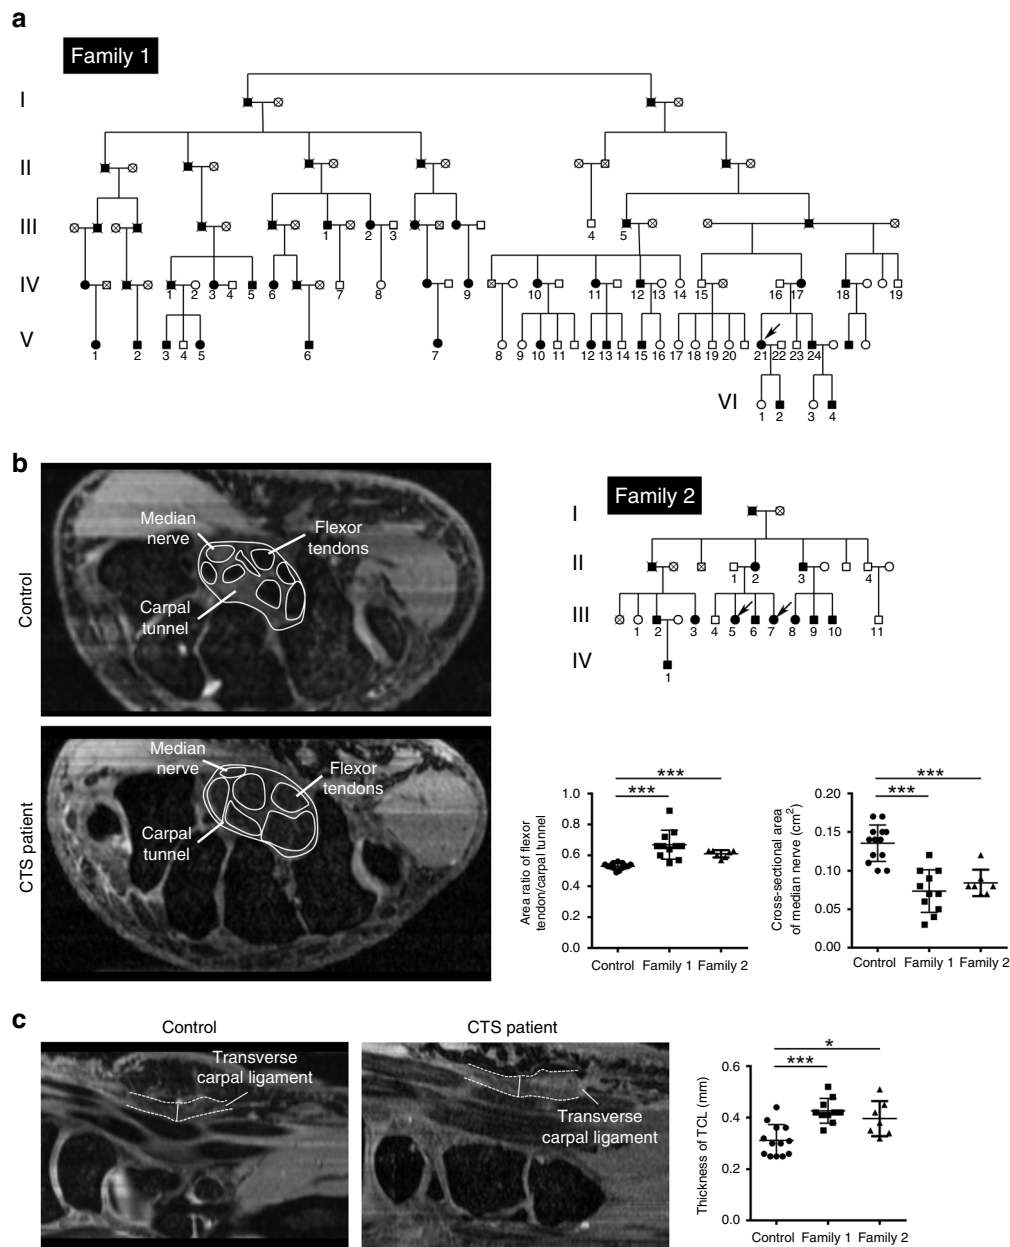 a
Family 1
I
II
III
1 2 3 4 5
IV
1 2 3 4 5 6 7 8 9 10 11 12 13 14 15 16 17 18 19
V
1 2 3 4 5 6 7 8 9 10 11 12 13 14 15 16 17 18 19 20 21 22 23 24
VI
1 2 3 4
b
Control
Median
nerve
Flexor
tendons
Carpal
tunnel
CTS patient
Median
nerve
Flexor
tendons
Carpal
tunnel
Family 2
I
II
1 2 3 4
III
1 2 3 4 5 6 7 8 9 10 11
IV
1
Area ratio of flexor
tendon/carpal tunnel
1.0
0.8
0.6
0.4
0.2
0.0
***
***
Control Family 1 Family 2
Cross-sectional area
of median nerve (cm²)
0.20
0.15
0.10
0.05
0.00
***
***
Control Family 1 Family 2
c
Control
Transverse
carpal ligament
CTS patient
Transverse
carpal ligament
Thickness of TCL (mm)
0.6
0.4
0.2
0.0
*
***
Control Family 1 Family 2